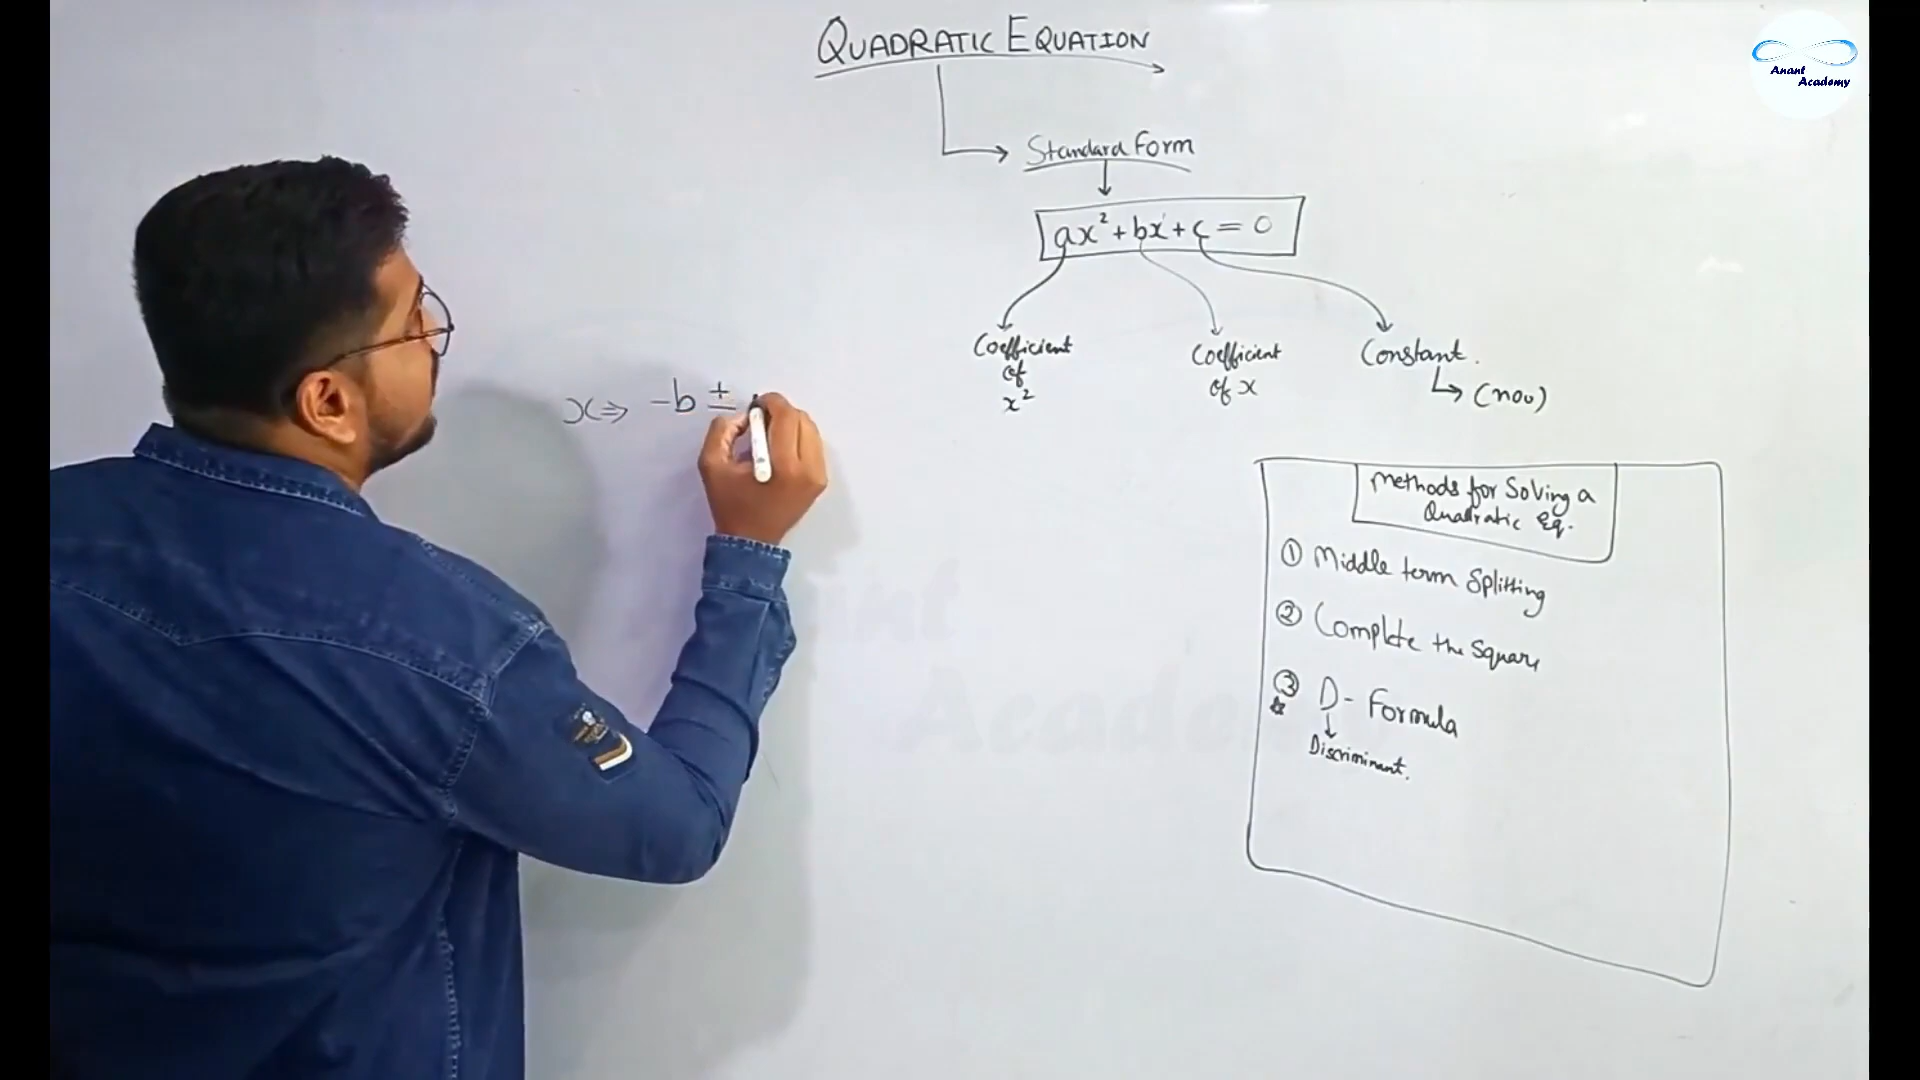 QUADRATIC EQUATION
Standard Form
ax² + bx + c = 0
Coefficient
of
x²
Coefficient
of x
Constant.
x ⇒ -b ±
Methods for Solving a
Quadratic Eq.
① Middle term Splitting
② Complete the Square
③ D - Formula
Discriminant.
Anant
Academy
Academy